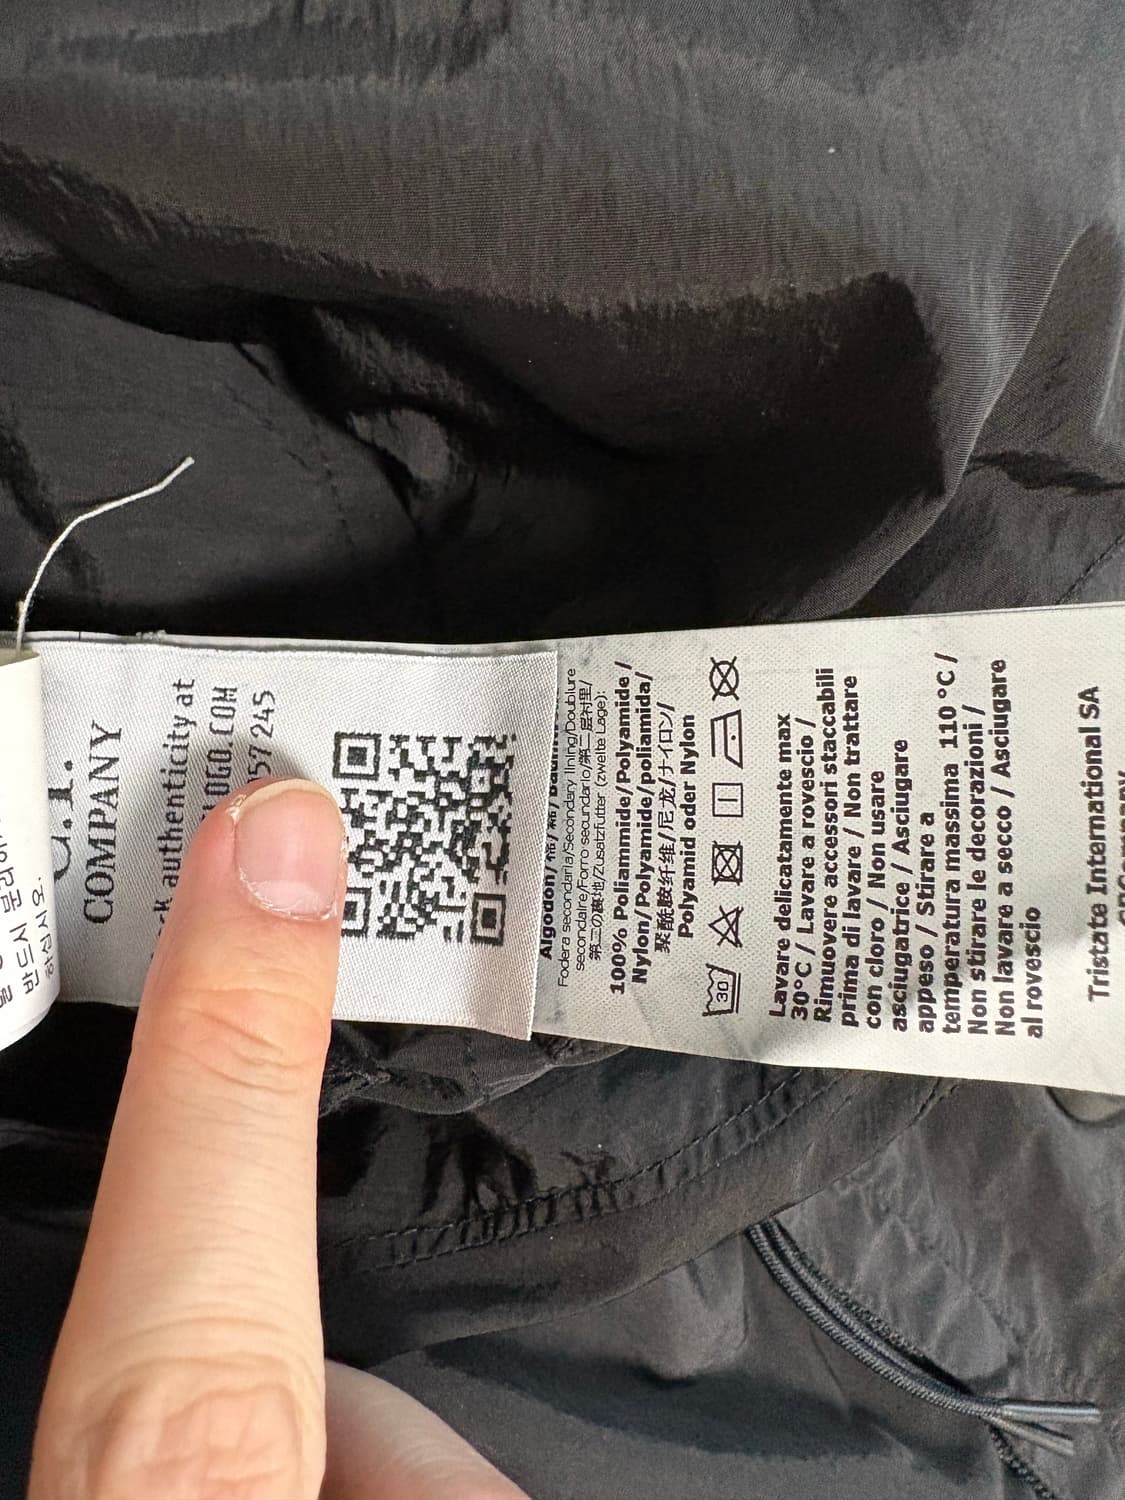 하십시오.
C.P.
COMPANY
authenticity at
LOGO.COM
057 245
Algodón/
Fodera secondaria/Secondary lining/Doublure
secondaire/Forro secundario/第二层衬里/
第二の裏地/Zusatzfutter (zweite Lage):
100% Poliammide/Polyamide /
Nylon/Polyamide/poliamida/
聚酰胺纤维/尼龙/ナイロン/
Polyamid oder Nylon
30
Lavare delicatamente max
30°C / Lavare a rovescio /
Rimuovere accessori staccabili
prima di lavare / Non trattare
con cloro / Non usare
asciugatrice / Asciugare
appeso / Stirare a
temperatura massima 110 °C /
Non stirare le decorazioni /
Non lavare a secco / Asciugare
al rovescio
Tristate International SA